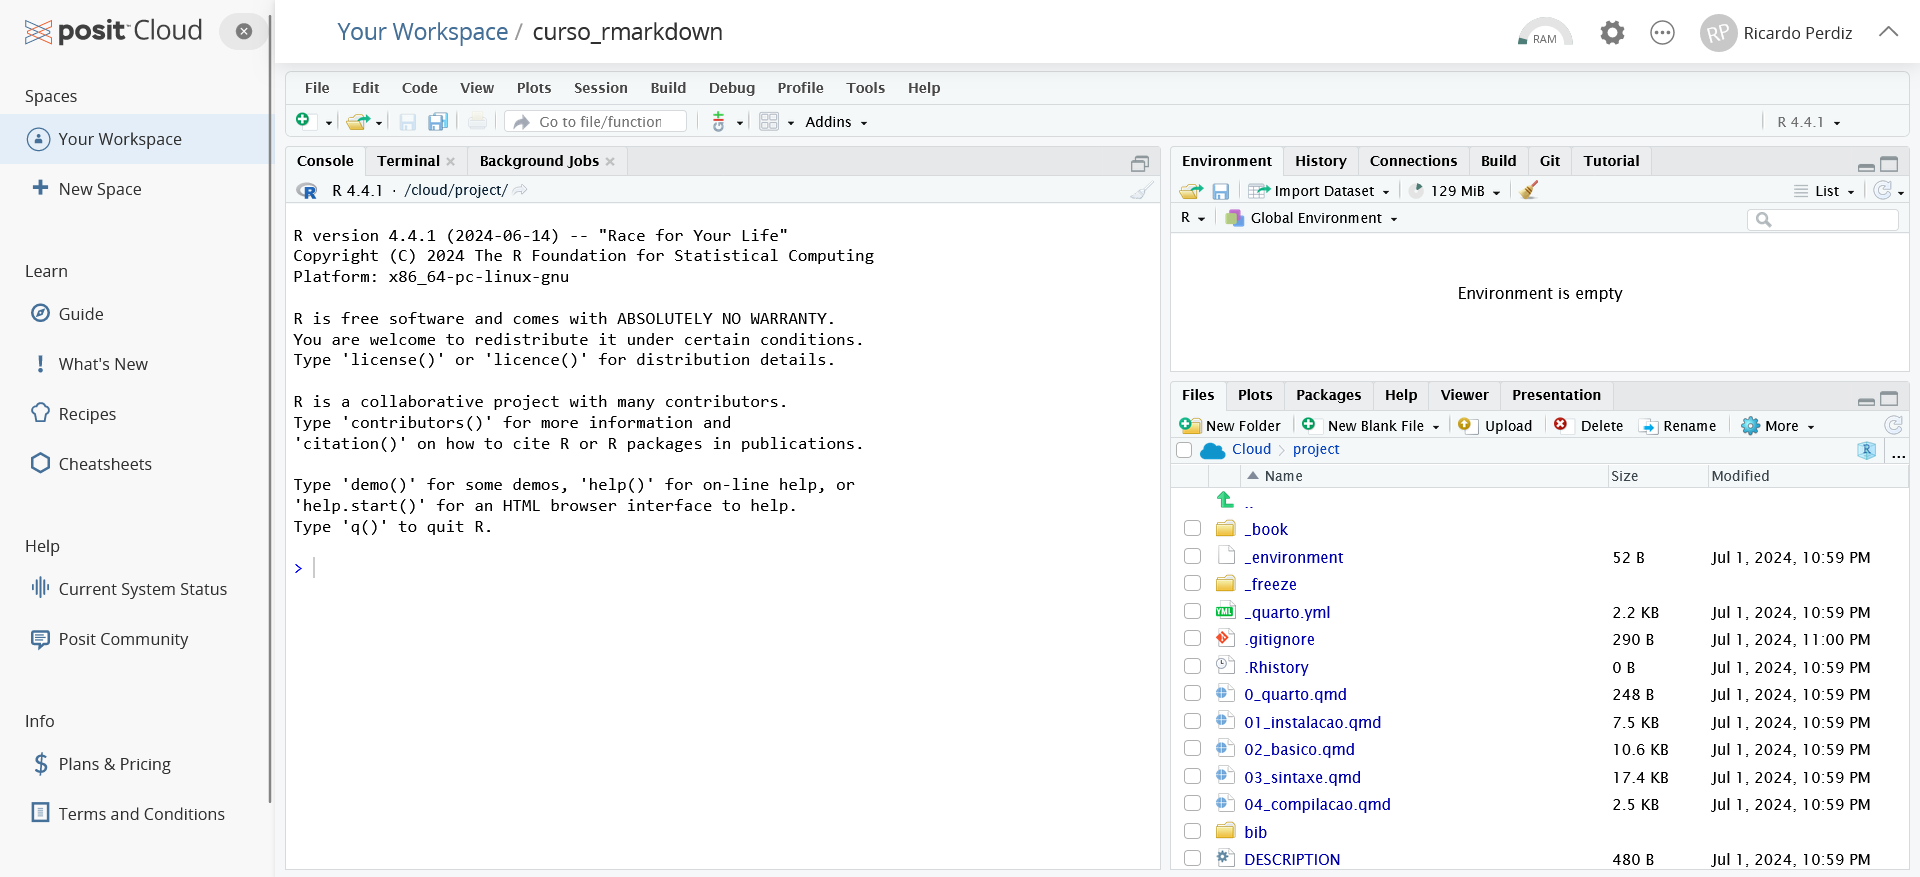 posit Cloud
Your Workspace / curso_rmarkdown
RAM
RP
Ricardo Perdiz
Spaces
Your Workspace
New Space
Learn
Guide
What's New
Recipes
Cheatsheets
Help
Current System Status
Posit Community
Info
Plans & Pricing
Terms and Conditions
File Edit Code View Plots Session Build Debug Profile Tools Help
Go to file/function
Addins
R 4.4.1
Console Terminal Background Jobs
R 4.4.1 · /cloud/project/
R version 4.4.1 (2024-06-14) -- "Race for Your Life"
Copyright (C) 2024 The R Foundation for Statistical Computing
Platform: x86_64-pc-linux-gnu
R is free software and comes with ABSOLUTELY NO WARRANTY.
You are welcome to redistribute it under certain conditions.
Type 'license()' or 'licence()' for distribution details.
R is a collaborative project with many contributors.
Type 'contributors()' for more information and
'citation()' on how to cite R or R packages in publications.
Type 'demo()' for some demos, 'help()' for on-line help, or
'help.start()' for an HTML browser interface to help.
Type 'q()' to quit R.
>
Environment History Connections Build Git Tutorial
Import Dataset 129 MiB List
R Global Environment
Environment is empty
Files Plots Packages Help Viewer Presentation
New Folder New Blank File Upload Delete Rename More
Cloud project ...
Name Size Modified
..
_book
_environment 52 B Jul 1, 2024, 10:59 PM
_freeze
_quarto.yml 2.2 KB Jul 1, 2024, 10:59 PM
.gitignore 290 B Jul 1, 2024, 11:00 PM
.Rhistory 0 B Jul 1, 2024, 10:59 PM
0_quarto.qmd 248 B Jul 1, 2024, 10:59 PM
01_instalacao.qmd 7.5 KB Jul 1, 2024, 10:59 PM
02_basico.qmd 10.6 KB Jul 1, 2024, 10:59 PM
03_sintaxe.qmd 17.4 KB Jul 1, 2024, 10:59 PM
04_compilacao.qmd 2.5 KB Jul 1, 2024, 10:59 PM
bib
DESCRIPTION 480 B Jul 1, 2024, 10:59 PM